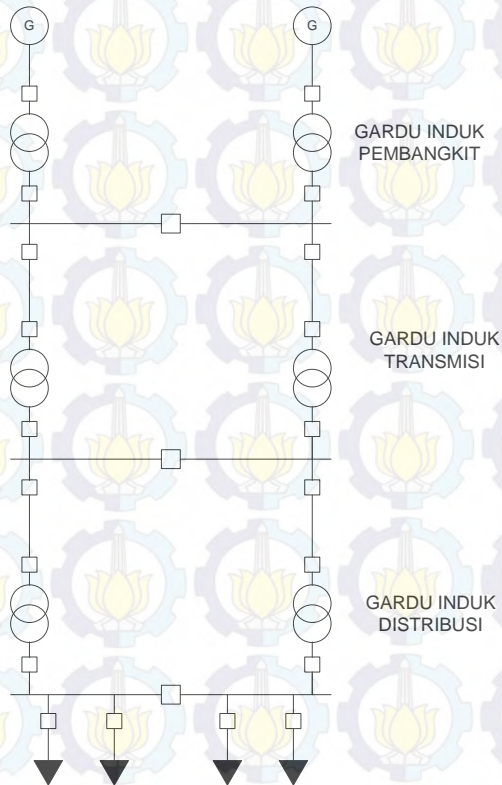 G
G
GARDU INDUK
PEMBANGKIT
GARDU INDUK
TRANSMISI
GARDU INDUK
DISTRIBUSI